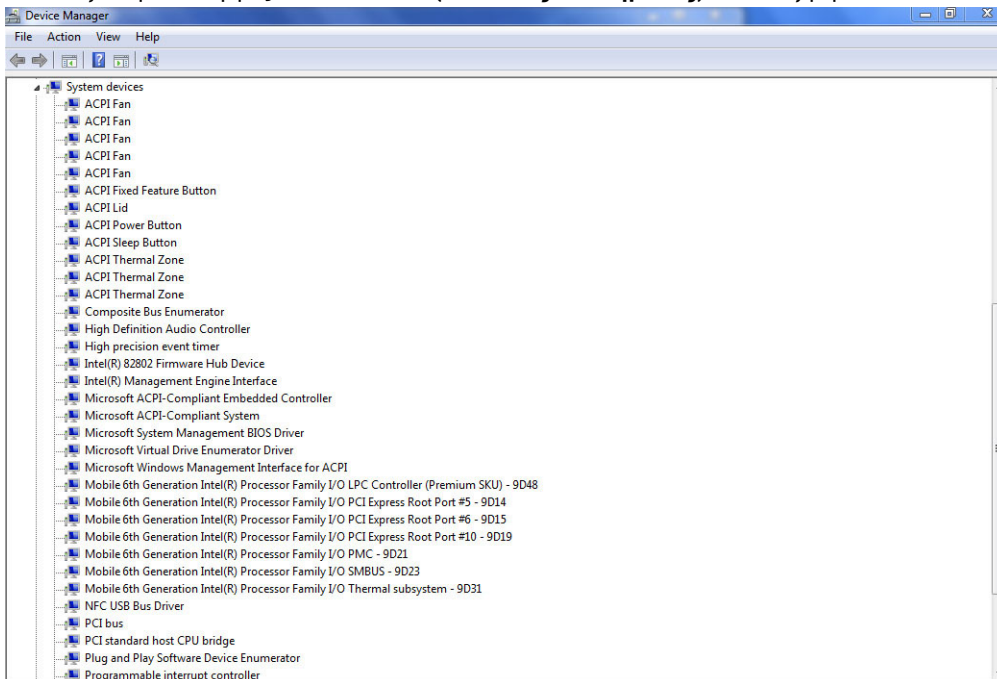 Device Manager
File Action View Help
System devices
ACPI Fan
ACPI Fan
ACPI Fan
ACPI Fan
ACPI Fan
ACPI Fixed Feature Button
ACPI Lid
ACPI Power Button
ACPI Sleep Button
ACPI Thermal Zone
ACPI Thermal Zone
ACPI Thermal Zone
Composite Bus Enumerator
High Definition Audio Controller
High precision event timer
Intel(R) 82802 Firmware Hub Device
Intel(R) Management Engine Interface
Microsoft ACPI-Compliant Embedded Controller
Microsoft ACPI-Compliant System
Microsoft System Management BIOS Driver
Microsoft Virtual Drive Enumerator Driver
Microsoft Windows Management Interface for ACPI
Mobile 6th Generation Intel(R) Processor Family I/O LPC Controller (Premium SKU) - 9D48
Mobile 6th Generation Intel(R) Processor Family I/O PCI Express Root Port #5 - 9D14
Mobile 6th Generation Intel(R) Processor Family I/O PCI Express Root Port #6 - 9D15
Mobile 6th Generation Intel(R) Processor Family I/O PCI Express Root Port #10 - 9D19
Mobile 6th Generation Intel(R) Processor Family I/O PMC - 9D21
Mobile 6th Generation Intel(R) Processor Family I/O SMBUS - 9D23
Mobile 6th Generation Intel(R) Processor Family I/O Thermal subsystem - 9D31
NFC USB Bus Driver
PCI bus
PCI standard host CPU bridge
Plug and Play Software Device Enumerator
Programmable interrupt controller